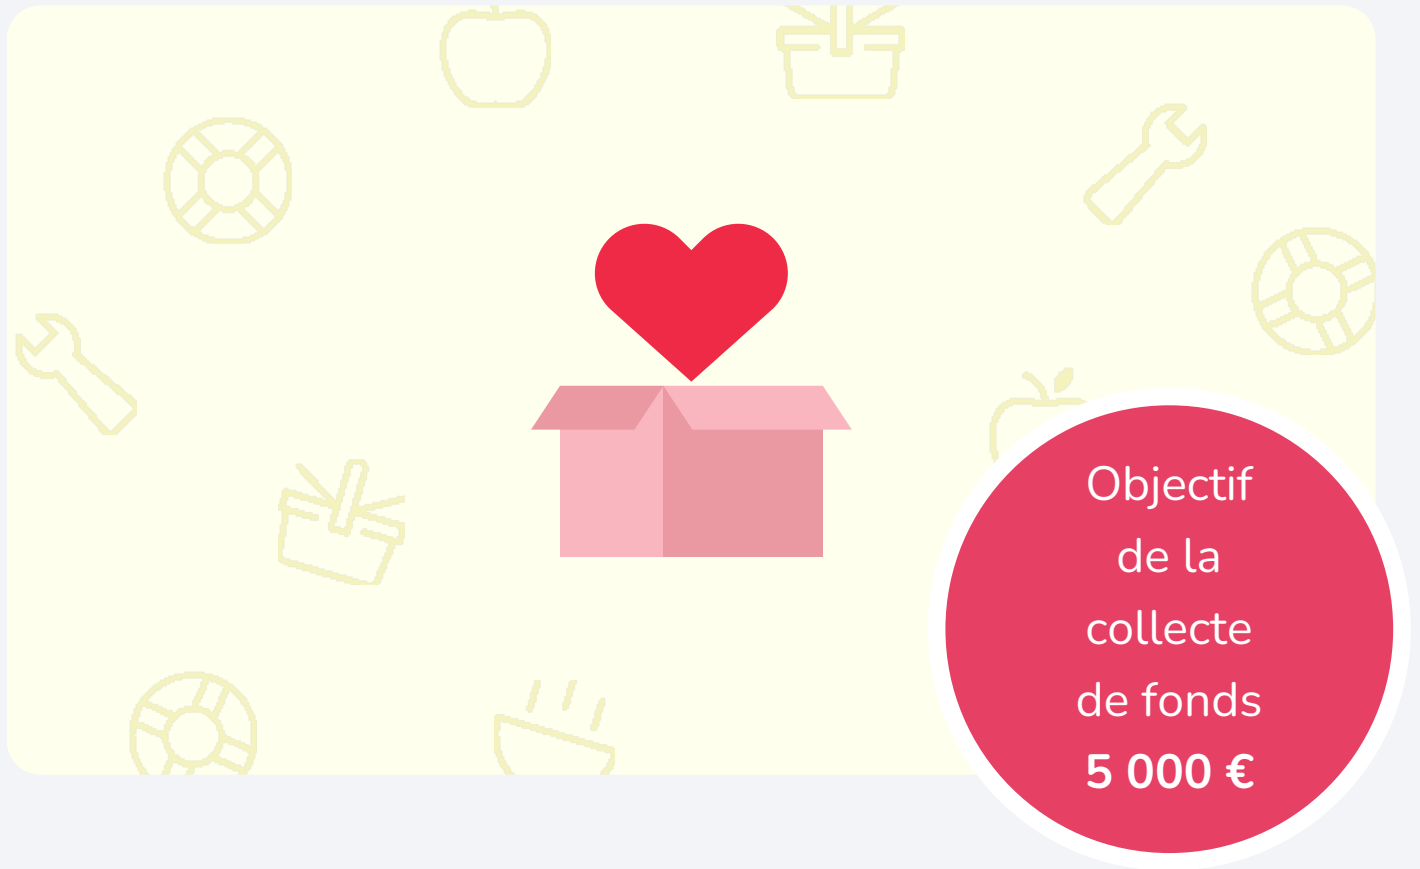 Objectif
de la
collecte
de fonds
5 000 €